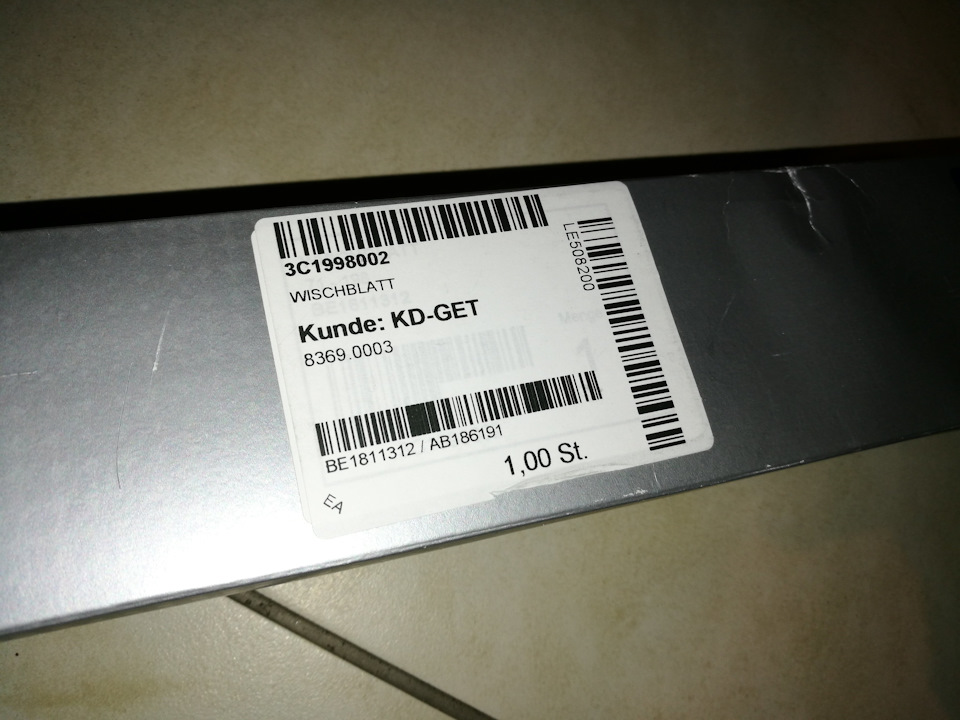 3C1998002
WISCHBLATT
Kunde: KD-GET
8369.0003
BE1811312 / AB186191
1,00 St.
EA
LE508200